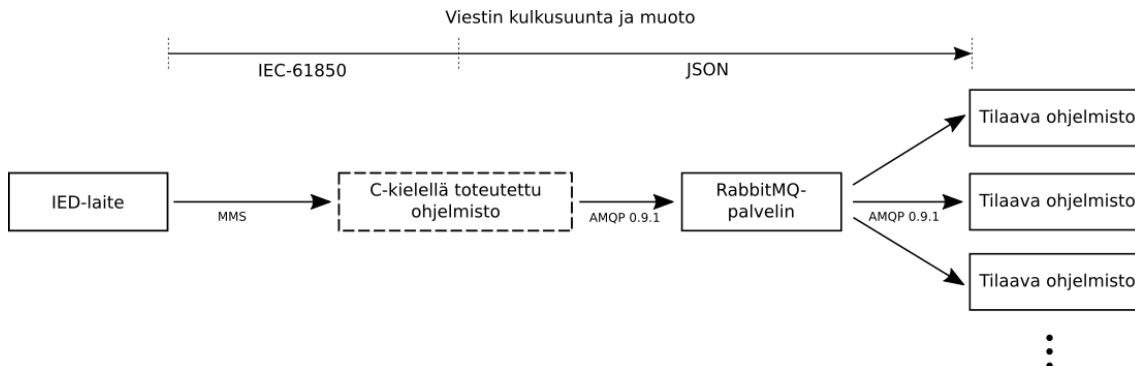 Viestin kulkusuunta ja muoto
IEC-61850
JSON
IED-laite
MMS
C-kielellä toteutettu
ohjelmisto
AMQP 0.9.1
RabbitMQ-
palvelin
AMQP 0.9.1
Tilaava ohjelmisto
Tilaava ohjelmisto
Tilaava ohjelmisto